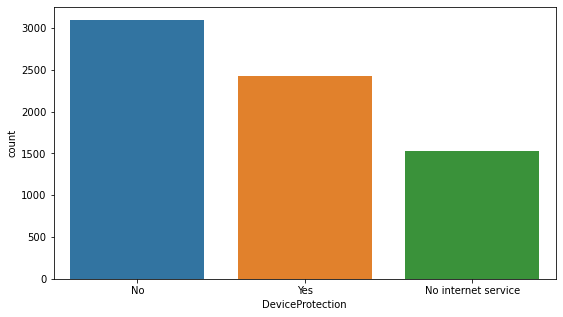 3000
2500
2000
1500
1000
500
0
count
No Yes No internet service
DeviceProtection